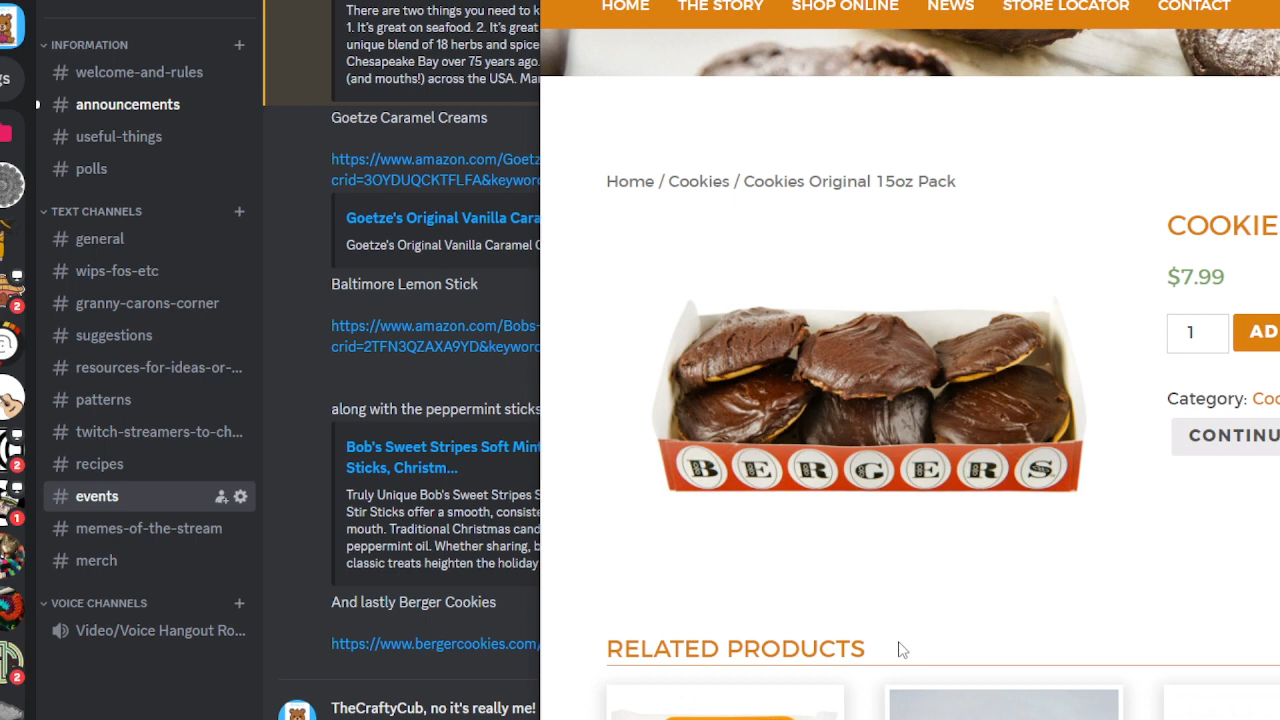 INFORMATION
# welcome-and-rules
# announcements
# useful-things
# polls
TEXT CHANNELS
# general
# wips-fos-etc
# granny-carons-corner
# suggestions
# resources-for-ideas-or-...
# patterns
# twitch-streamers-to-ch...
# recipes
# events
# memes-of-the-stream
# merch
VOICE CHANNELS
Video/Voice Hangout Ro...
gs
2
2
1
2
There are two things you need to k
1. It's great on seafood. 2. It's great
unique blend of 18 herbs and spice
Chesapeake Bay over 75 years ago.
(and mouths!) across the USA. Ma
Goetze Caramel Creams
https://www.amazon.com/Goetz
crid=3OYDUQCKTFLFA&keyword
Goetze's Original Vanilla Cara
Goetze's Original Vanilla Caramel C
Baltimore Lemon Stick
https://www.amazon.com/Bobs-
crid=2TFN3QZAXA9YD&keyword
along with the peppermint sticks
Bob's Sweet Stripes Soft Mint
Sticks, Christm...
Truly Unique Bob's Sweet Stripes S
Stir Sticks offer a smooth, consiste
mouth. Traditional Christmas cand
peppermint oil. Whether sharing, b
classic treats heighten the holiday
And lastly Berger Cookies
https://www.bergercookies.com/
TheCraftyCub, no it's really me!
HOME THE STORY SHOP ONLINE NEWS STORE LOCATOR CONTACT
Home / Cookies / Cookies Original 15oz Pack
COOKIE
$7.99
1
AD
Category: Coo
CONTINU
BERGERS
RELATED PRODUCTS